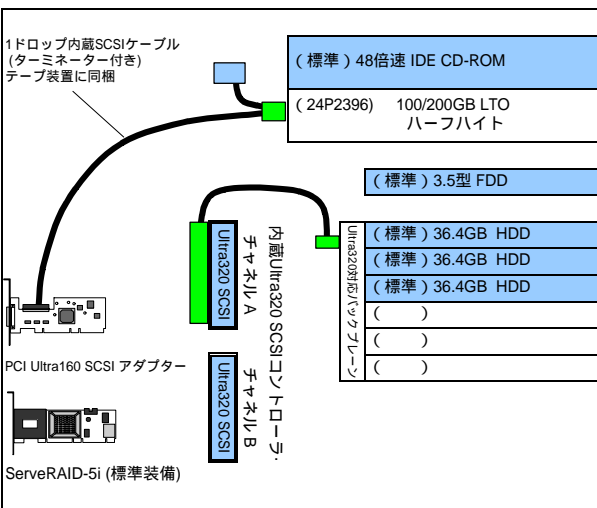 1ドロップ内蔵SCSIケーブル
(ターミネーター付き)
テープ装置に同梱
(標準)48倍速 IDE CD-ROM
(24P2396) 100/200GB LTO
ハーフハイト
(標準)3.5型 FDD
Ultra320対応バックプレーン
(標準)36.4GB HDD
(標準)36.4GB HDD
(標準)36.4GB HDD
( )
( )
( )
内蔵Ultra320 SCSIコントローラ・
チャネル A
Ultra320 SCSI
チャネル B
Ultra320 SCSI
PCI Ultra160 SCSI アダプター
ServeRAID-5i (標準装備)